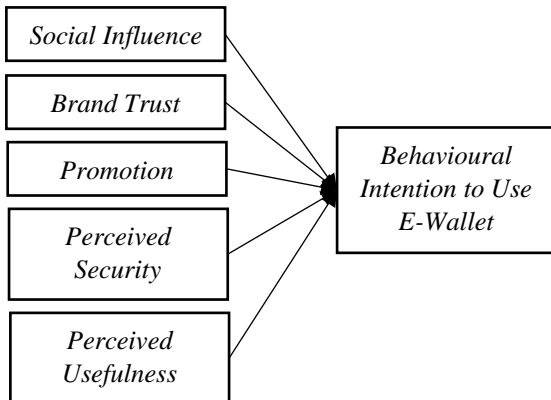 Social Influence
Brand Trust
Promotion
Perceived
Security
Perceived
Usefulness
Behavioural
Intention to Use
E-Wallet